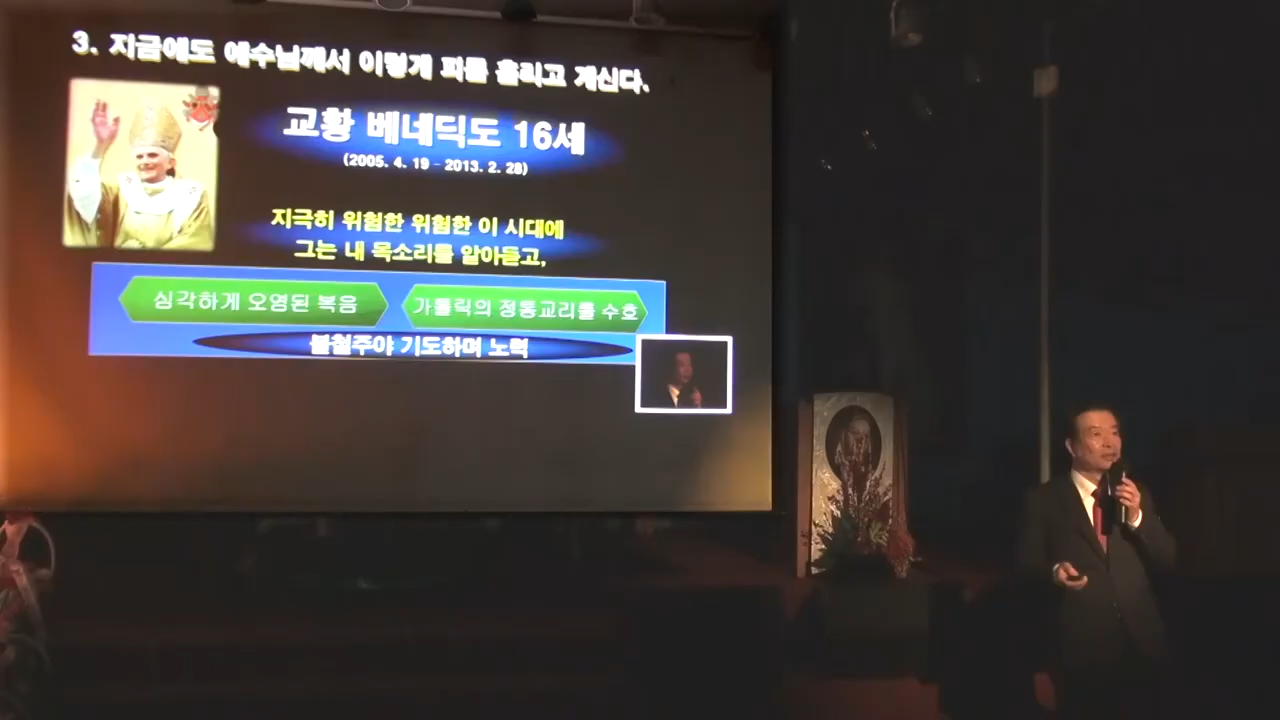 3. 지금에도 예수님께서 이렇게 피를 흘리고 계신다.
교황 베네딕도 16세
(2005. 4. 19 - 2013. 2. 28)
지극히 위험한 위험한 이 시대에
그는 내 목소리를 알아듣고,
심각하게 오염된 복음
가톨릭의 정통교리를 수호
불철주야 기도하며 노력